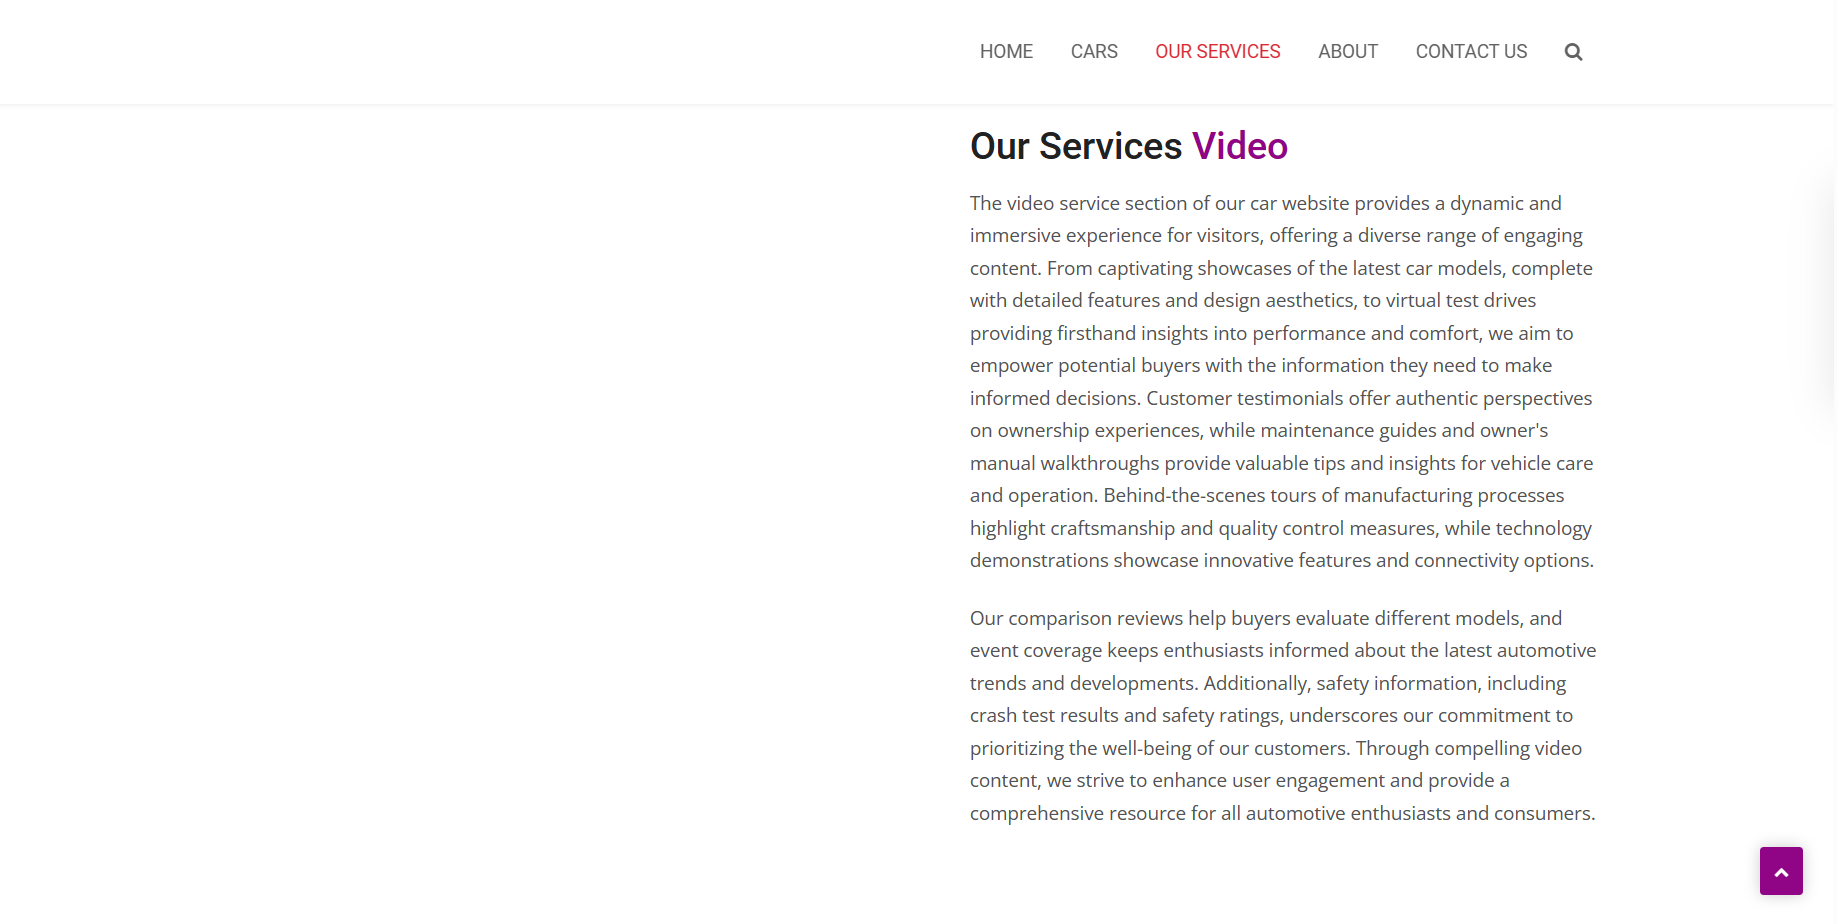 HOME CARS OUR SERVICES ABOUT CONTACT US
Our Services Video
The video service section of our car website provides a dynamic and
immersive experience for visitors, offering a diverse range of engaging
content. From captivating showcases of the latest car models, complete
with detailed features and design aesthetics, to virtual test drives
providing firsthand insights into performance and comfort, we aim to
empower potential buyers with the information they need to make
informed decisions. Customer testimonials offer authentic perspectives
on ownership experiences, while maintenance guides and owner's
manual walkthroughs provide valuable tips and insights for vehicle care
and operation. Behind-the-scenes tours of manufacturing processes
highlight craftsmanship and quality control measures, while technology
demonstrations showcase innovative features and connectivity options.
Our comparison reviews help buyers evaluate different models, and
event coverage keeps enthusiasts informed about the latest automotive
trends and developments. Additionally, safety information, including
crash test results and safety ratings, underscores our commitment to
prioritizing the well-being of our customers. Through compelling video
content, we strive to enhance user engagement and provide a
comprehensive resource for all automotive enthusiasts and consumers.